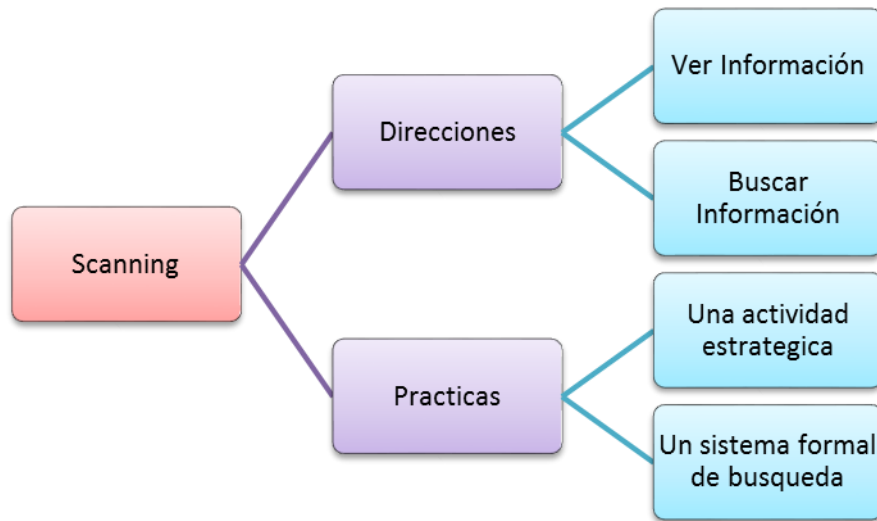 Scanning
Direcciones
Ver Información
Buscar
Información
Practicas
Una actividad
estrategica
Un sistema formal
de busqueda